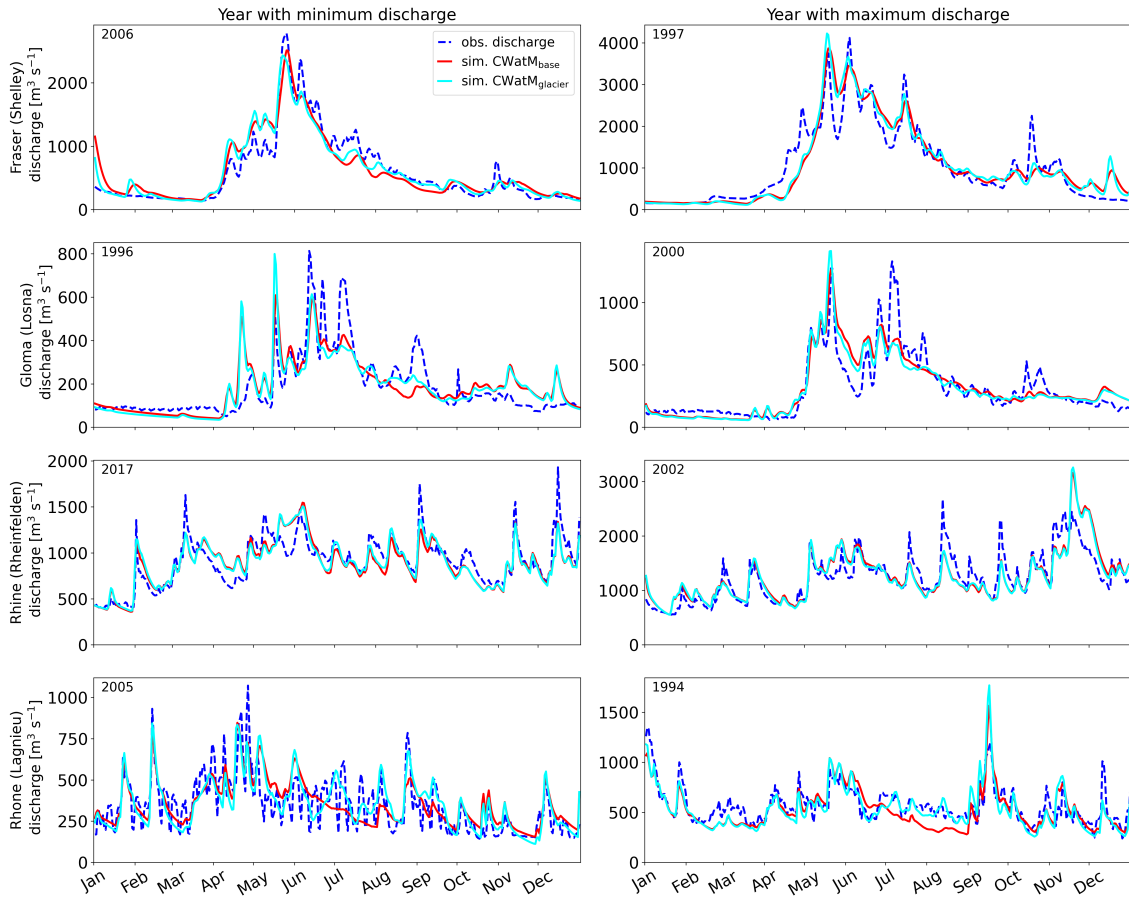 Year with minimum discharge
Year with maximum discharge
Fraser (Shelley)
discharge [m³ s⁻¹]
2006
obs. discharge
sim. CWatM_base
sim. CWatM_glacier
2000
1000
0
1997
4000
3000
2000
1000
0
Gloma (Losna)
discharge [m³ s⁻¹]
1996
800
600
400
200
0
2000
1000
500
0
Rhine (Rheinfelden)
discharge [m³ s⁻¹]
2017
2000
1500
1000
500
0
2002
3000
2000
1000
0
Rhone (Lagnieu)
discharge [m³ s⁻¹]
2005
1000
750
500
250
0
1994
1500
1000
500
0
Jan Feb Mar Apr May Jun Jul Aug Sep Oct Nov Dec
Jan Feb Mar Apr May Jun Jul Aug Sep Oct Nov Dec